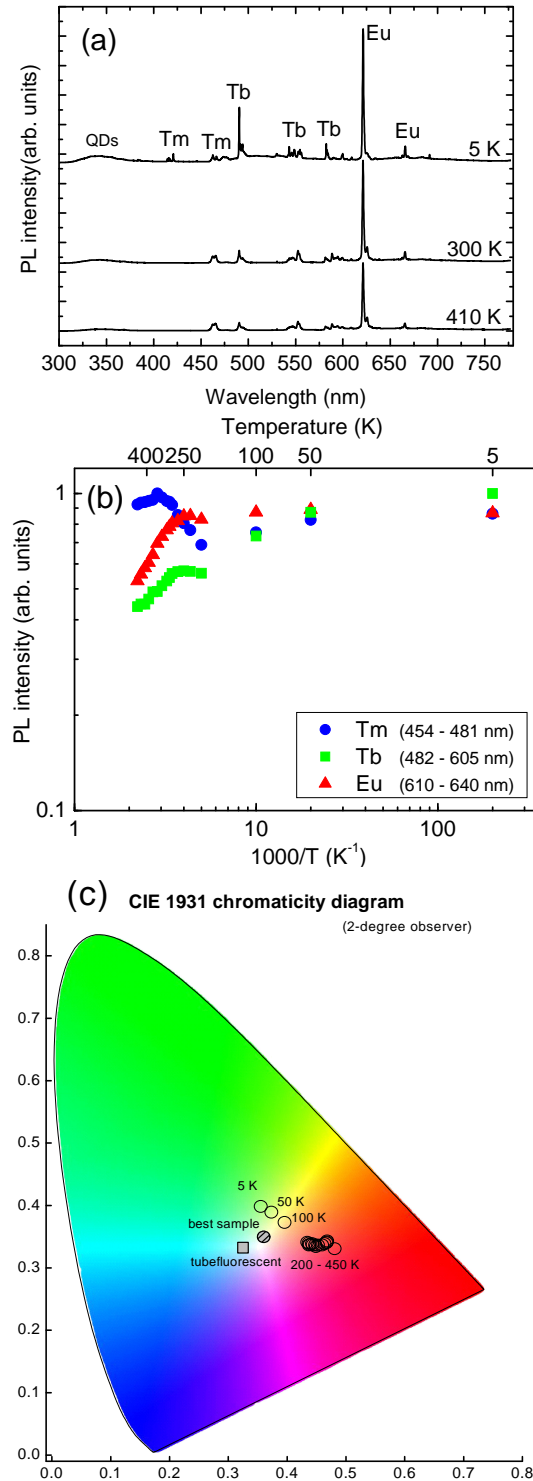 (a)
Eu
Tb
QDs
Tm
Tm
Tb
Tb
Eu
5 K
300 K
410 K
PL intensity(arb. units)
300 350 400 450 500 550 600 650 700 750
Wavelength (nm)
Temperature (K)
400 250 100 50 5
(b)
1
0.1
PL intensity (arb. units)
Tm (454 - 481 nm)
Tb (482 - 605 nm)
Eu (610 - 640 nm)
1 10 100
1000/T (K-1)
(c) CIE 1931 chromaticity diagram
(2-degree observer)
0.8
0.7
0.6
0.5
0.4
0.3
0.2
0.1
0.0
5 K
50 K
100 K
best sample
tubefluorescent
200 - 450 K
0.0 0.1 0.2 0.3 0.4 0.5 0.6 0.7 0.8